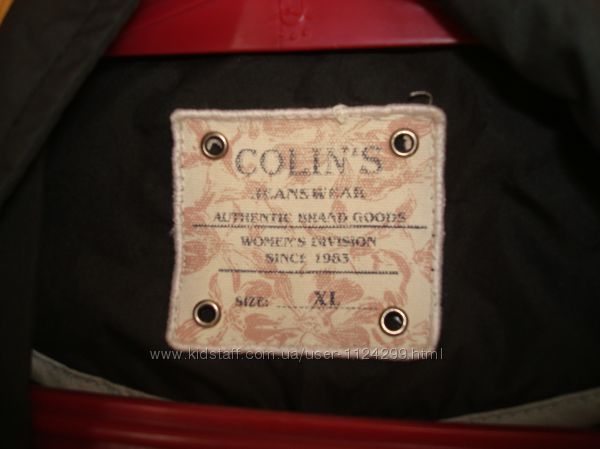 COLIN'S
JEANSWEAR
AUTHENTIC BRAND GOODS
WOMEN'S DIVISION
SINCE 1983
SIZE: XL
www.kidstaff.com.ua/user-1124299.html